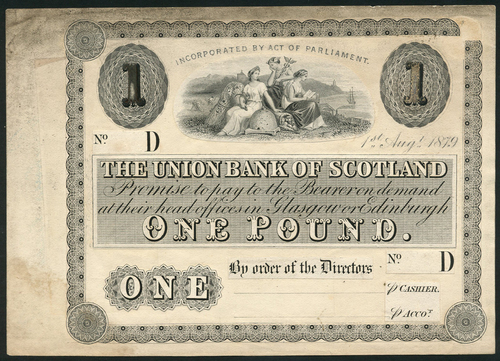 INCORPORATED BY ACT OF PARLIAMENT.
1 1
No D
1st Augt. 1879
THE UNION BANK OF SCOTLAND
Promise to pay to the Bearer on demand
at their head offices in Glasgow or Edinburgh
ONE POUND.
By order of the Directors
No D
ONE
p CASHIER.
p ACCOT.